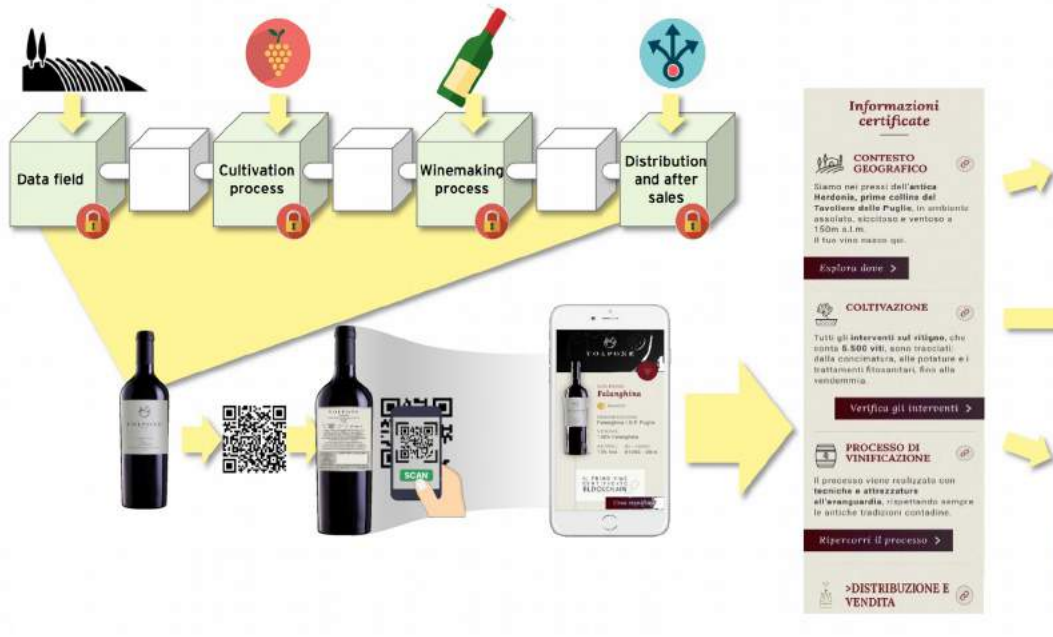 Data field
Cultivation
process
Winemaking
process
Distribution
and after
sales
SCAN
Falanghina
BLOCKCHAIN
Informazioni
certificate
CONTESTO
GEOGRAFICO
Siamo nei pressi dell'antica
Herdonia, prime colline del
Tavoliere delle Puglie, in ambiente
assolato, siccitoso e ventoso a
150m s.l.m.
Il tuo vino nasce qui.
Esplora dove >
COLTIVAZIONE
Tutti gli interventi sul vitigno, che
conta 5.500 viti, sono tracciati:
dalla concimatura, alle potature e i
trattamenti fitosanitari, fino alla
vendemmia.
Verifica gli interventi >
PROCESSO DI
VINIFICAZIONE
Il processo viene realizzato con
tecniche e attrezzature
all'avanguardia, rispettando sempre
le antiche tradizioni contadine.
Ripercorri il processo >
>DISTRIBUZIONE E
VENDITA